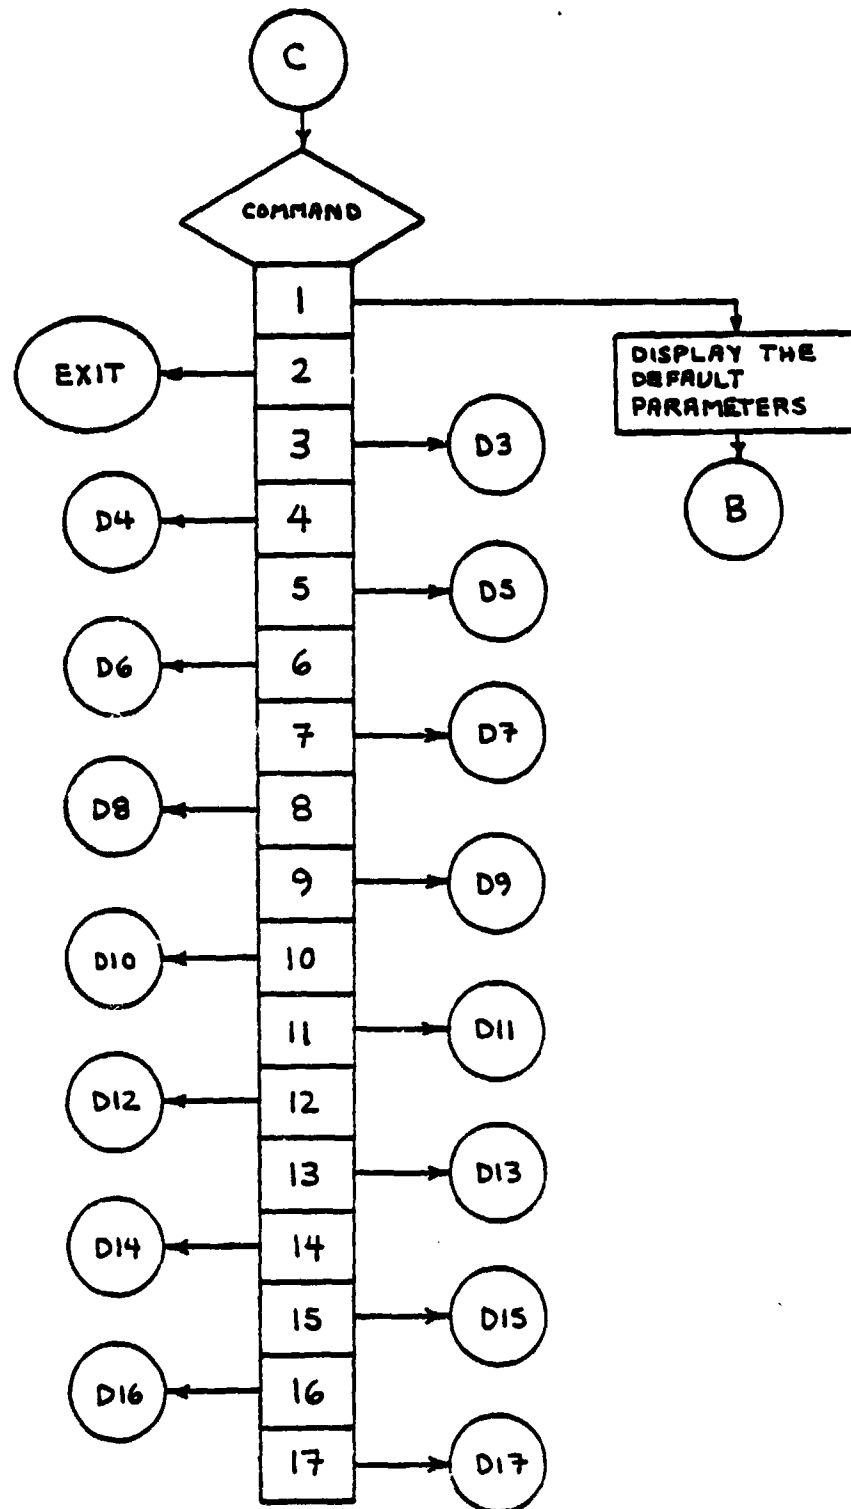 C
COMMAND
1
DISPLAY THE
DEFAULT
PARAMETERS
B
2
EXIT
3
D3
4
D4
5
D5
6
D6
7
D7
8
D8
9
D9
10
D10
11
D11
12
D12
13
D13
14
D14
15
D15
16
D16
17
D17